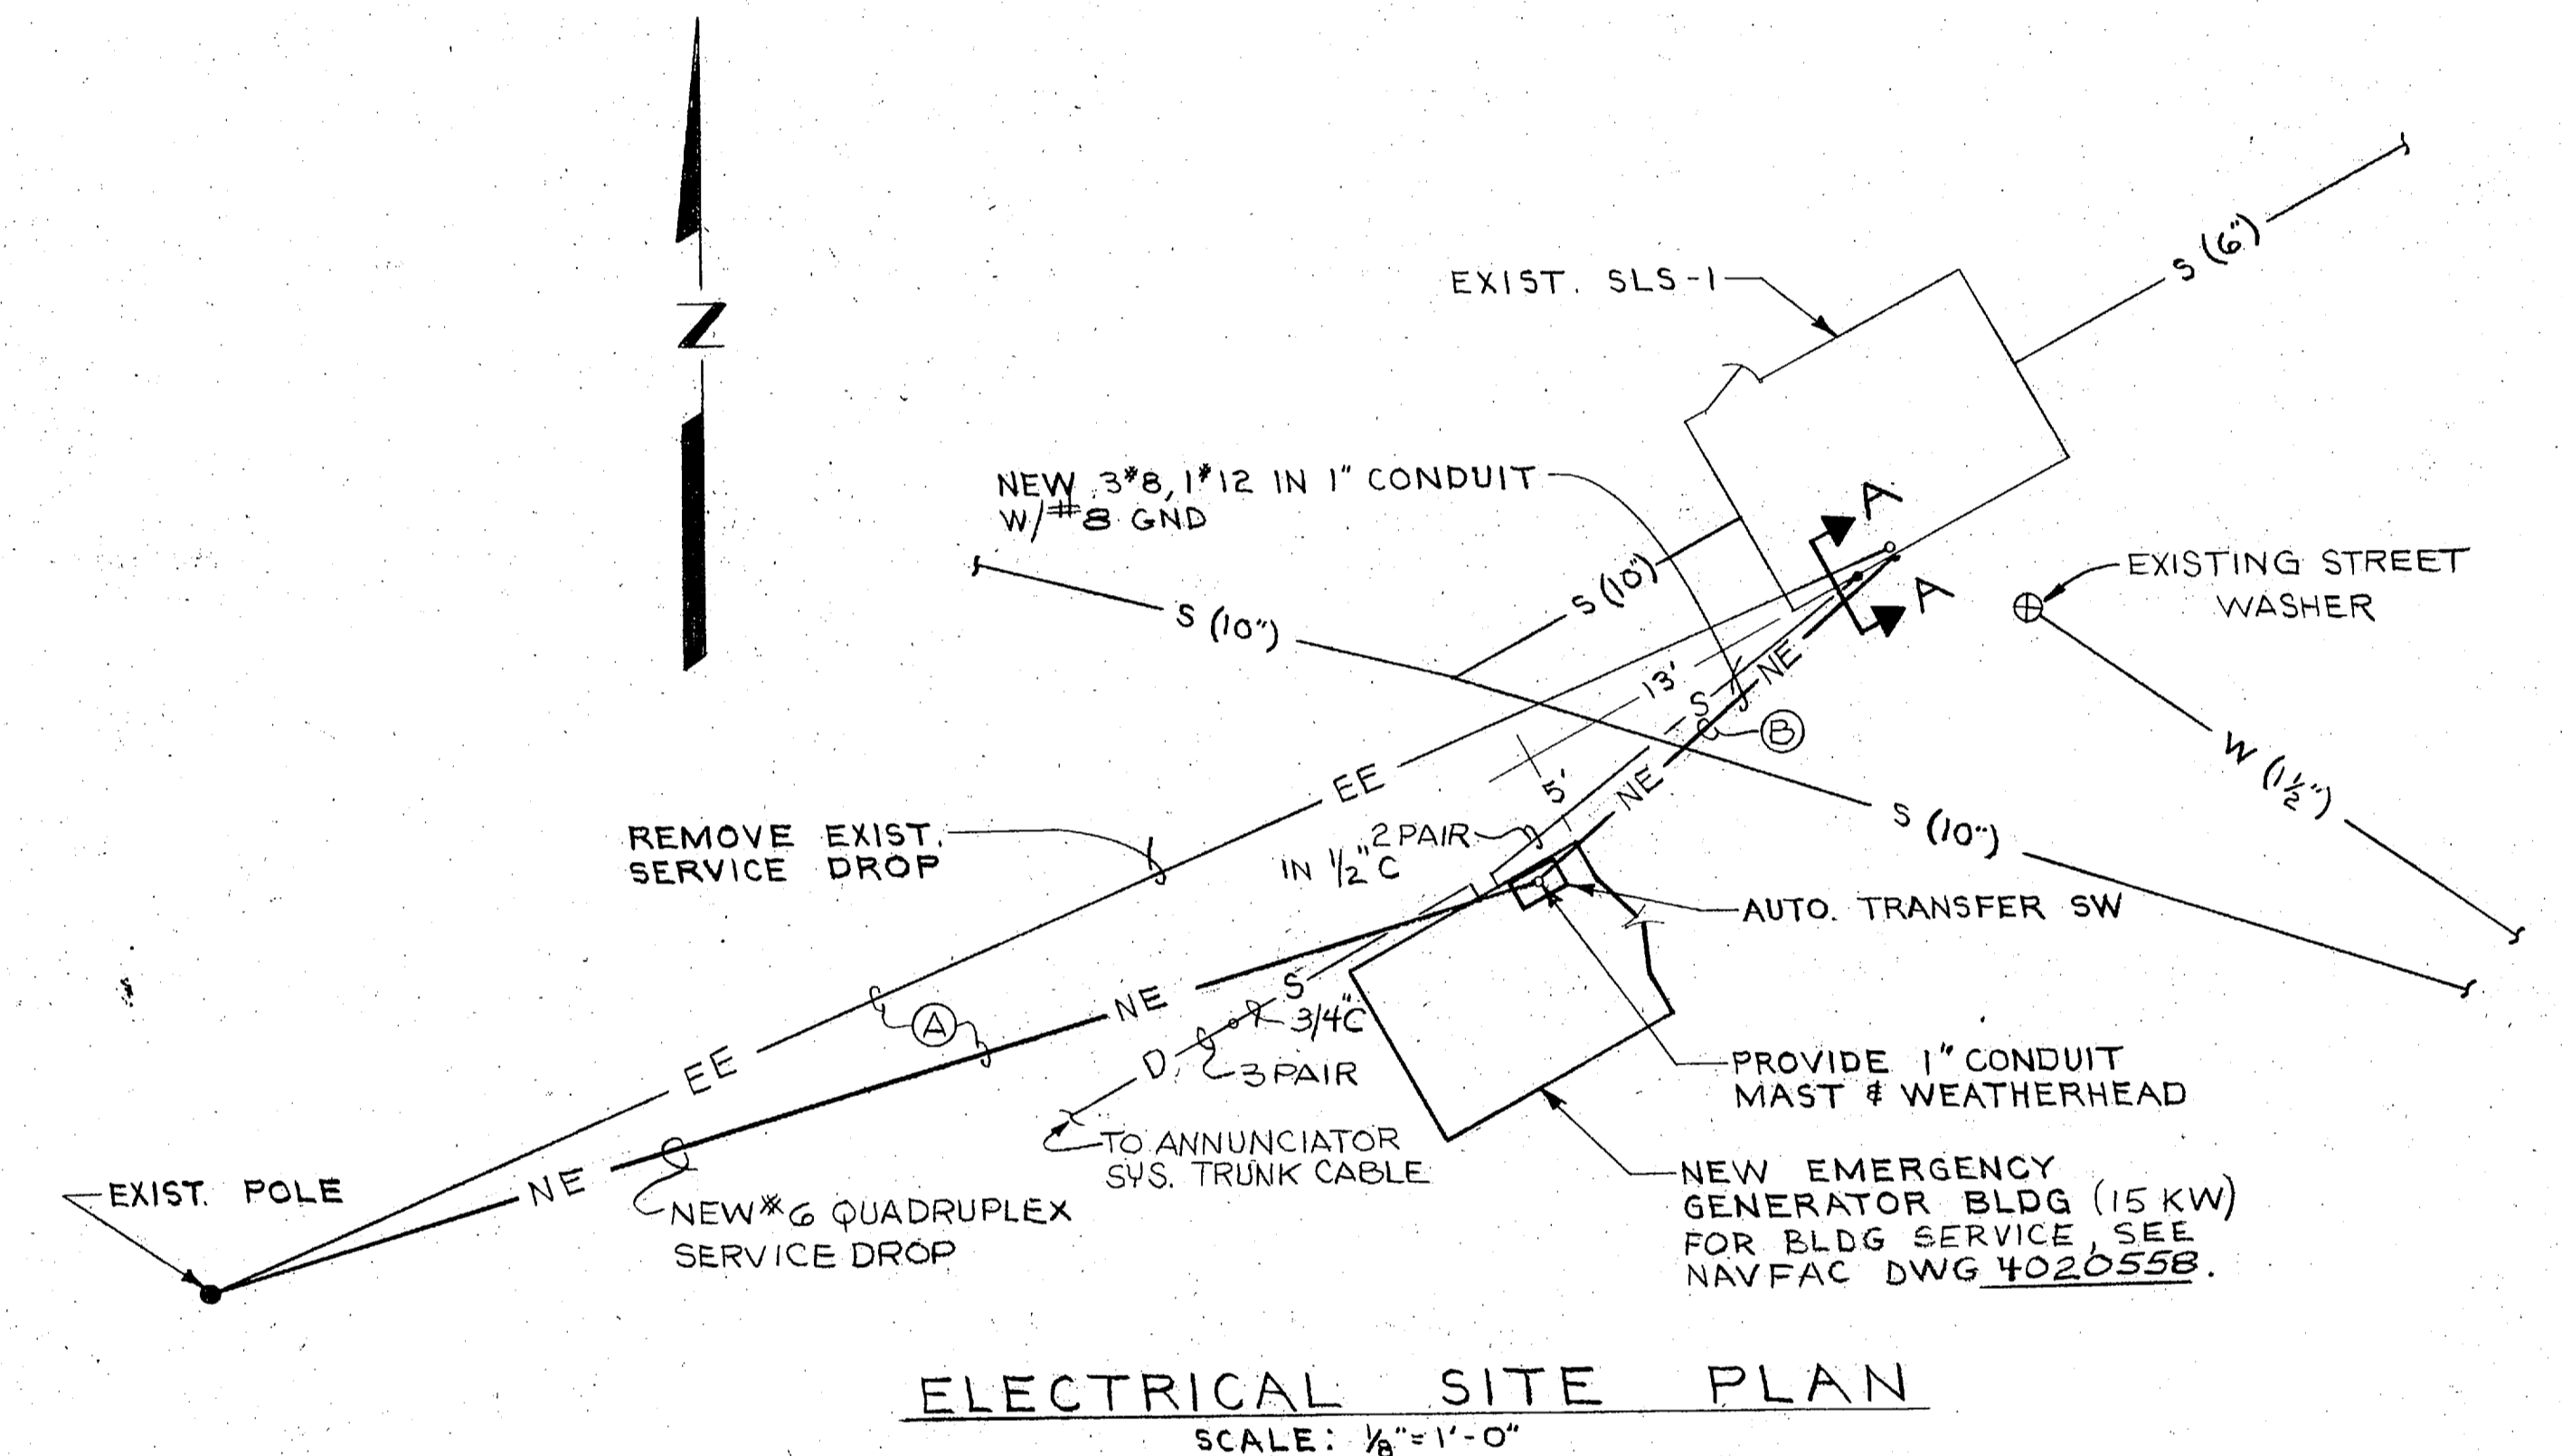 N
EXIST. SLS-1
S (6")
NEW 3#8, 1#12 IN 1" CONDUIT
W/#8 GND
A
A
S (10")
S (10")
EXISTING STREET
WASHER
13'
S
NE
B
W (1½")
5'
NE
EE
S (10")
REMOVE EXIST.
SERVICE DROP
2 PAIR
IN 1/2" C
AUTO. TRANSFER SW
S
NE
A
3/4" C
D
3 PAIR
EE
PROVIDE 1" CONDUIT
MAST & WEATHERHEAD
TO ANNUNCIATOR
SYS. TRUNK CABLE
EXIST. POLE
NE
NEW #6 QUADRUPLEX
SERVICE DROP
NEW EMERGENCY
GENERATOR BLDG (15 KW)
FOR BLDG SERVICE, SEE
NAVFAC DWG 4020558.
ELECTRICAL SITE PLAN
SCALE: 1/8"=1'-0"